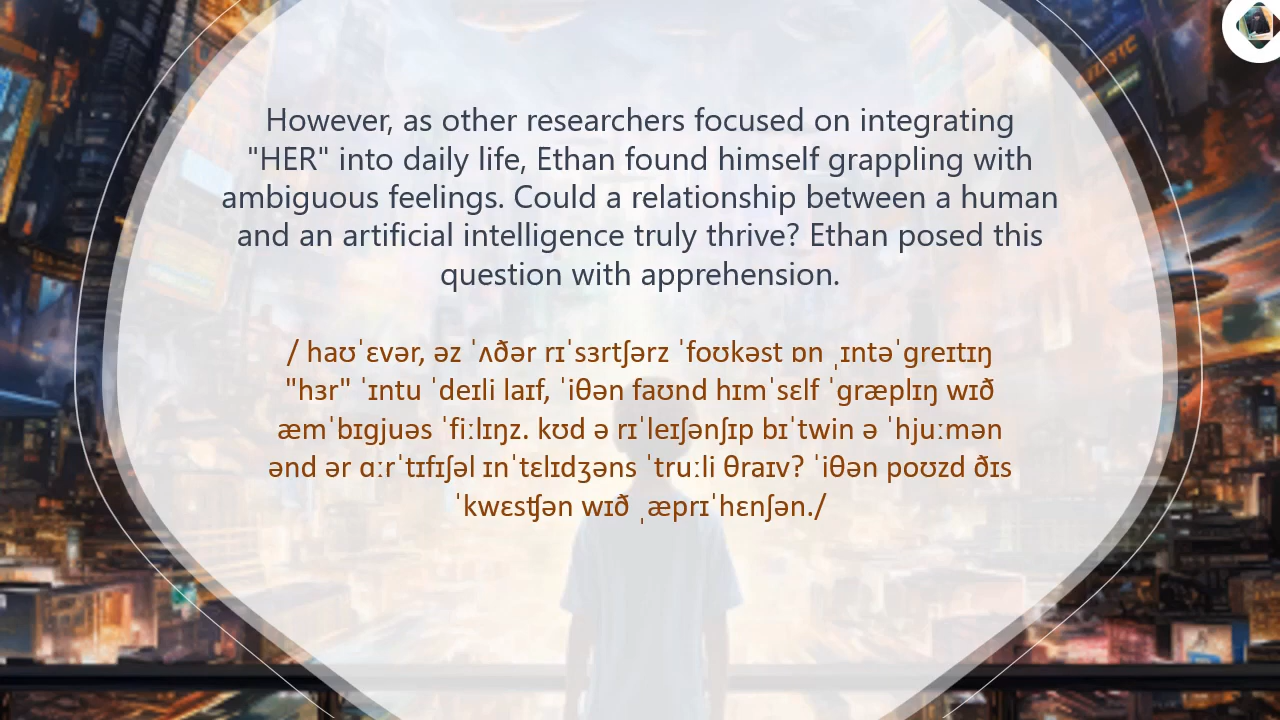 However, as other researchers focused on integrating
"HER" into daily life, Ethan found himself grappling with
ambiguous feelings. Could a relationship between a human
and an artificial intelligence truly thrive? Ethan posed this
question with apprehension.
/ haʊˈɛvər, əz ˈʌðər rɪˈsɜrtʃərz ˈfoʊkəst ɒn ˌɪntəˈgreɪtɪŋ
"hɜr" ˈɪntu ˈdeɪli laɪf, ˈiθən faʊnd hɪmˈsɛlf ˈgræplɪŋ wɪð
æmˈbɪgjuəs ˈfiːlɪŋz. kʊd ə rɪˈleɪʃənʃɪp bɪˈtwin ə ˈhjuːmən
ənd ər ɑːrˈtɪfɪʃəl ɪnˈtɛlɪdʒəns ˈtruːli θraɪv? ˈiθən poʊzd ðɪs
ˈkwɛsʧən wɪð ˌæprɪˈhɛnʃən./